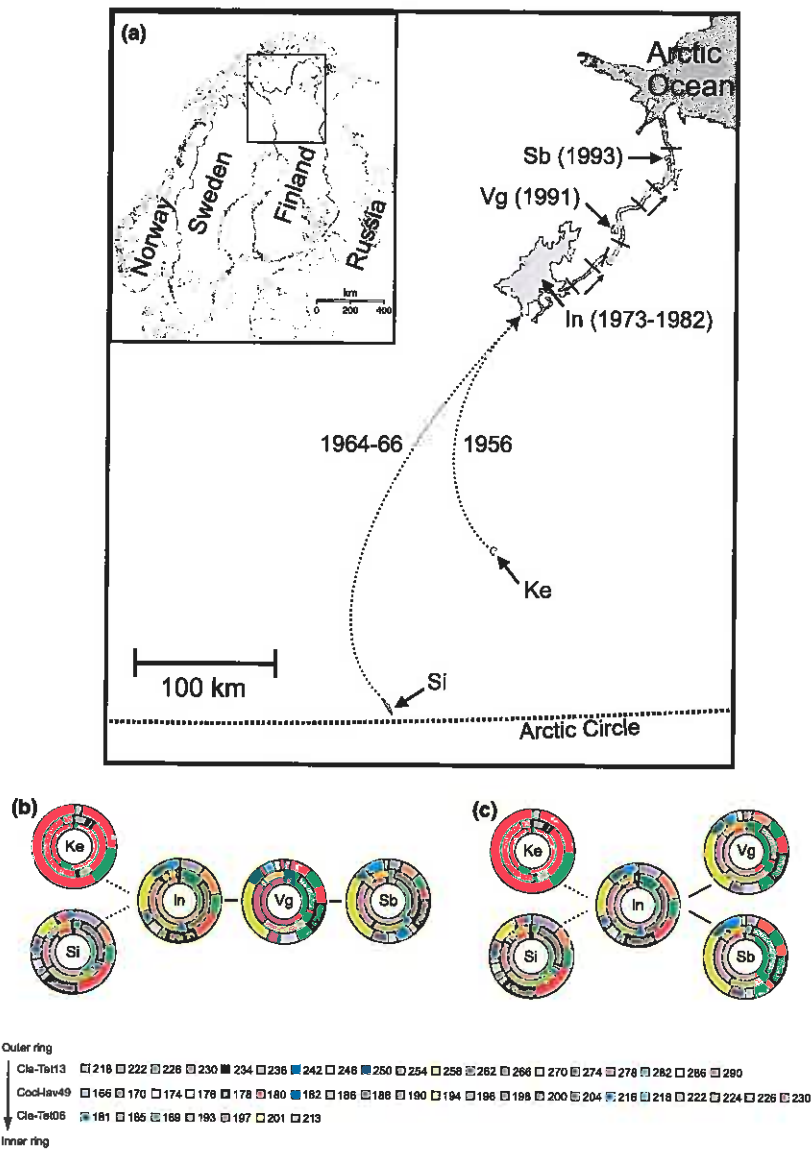 (a)
Arctic
Ocean
Norway
Sweden
Finland
Russia
km
0 200 400
Sb (1993)
Vg (1991)
In (1973-1982)
1964-66
1956
Ke
Si
100 km
Arctic Circle
(b)
Ke
Si
In
Vg
Sb
(c)
Ke
Si
In
Vg
Sb
Outer ring
Cla-Tet13 218 222 226 230 234 238 242 246 250 254 258 262 266 270 274 278 282 286 290
Cocl-lav49 166 170 174 176 178 180 182 186 188 190 194 196 198 200 204 216 218 222 224 226 230
Cla-Tet06 181 185 189 193 197 201 213
Inner ring